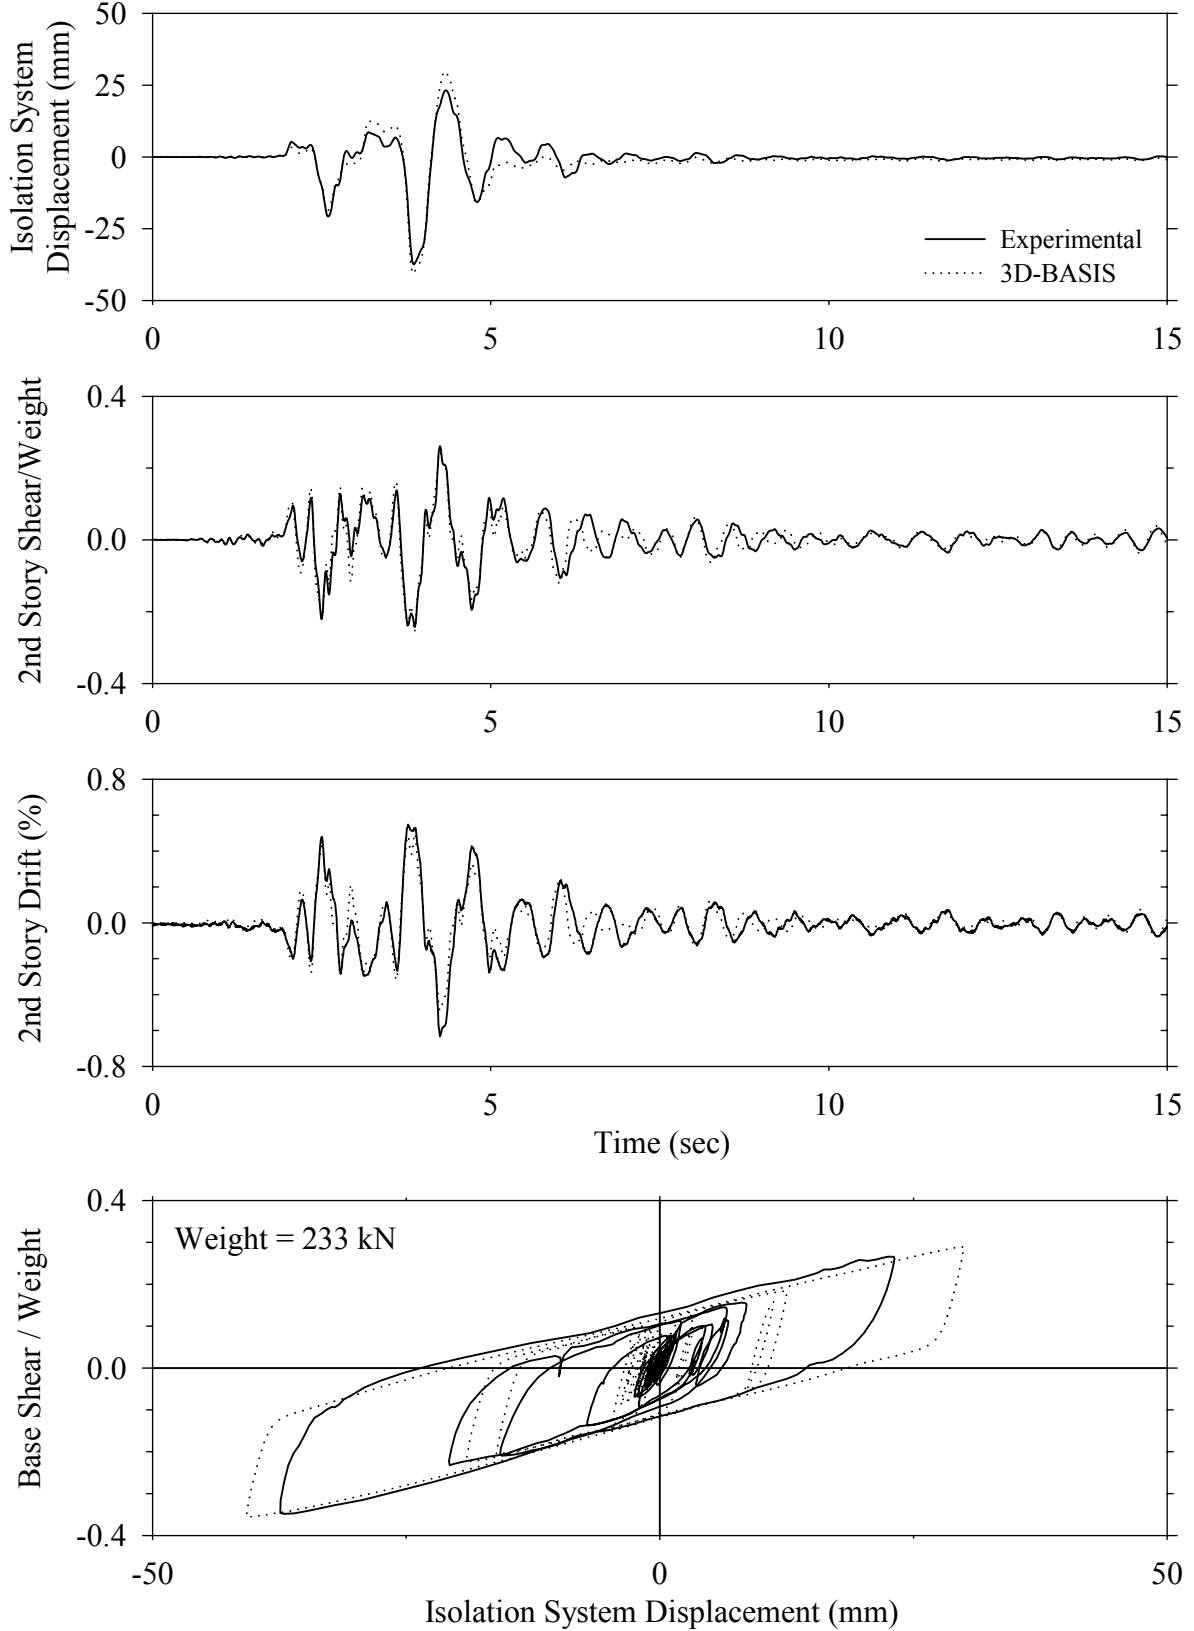 Isolation System
Displacement (mm)
50
25
0
-25
-50
Experimental
3D-BASIS
0 5 10 15
2nd Story Shear/Weight
0.4
0.0
-0.4
0 5 10 15
2nd Story Drift (%)
0.8
0.0
-0.8
0 5 10 15
Time (sec)
Base Shear / Weight
0.4
Weight = 233 kN
0.0
-0.4
-50 0 50
Isolation System Displacement (mm)